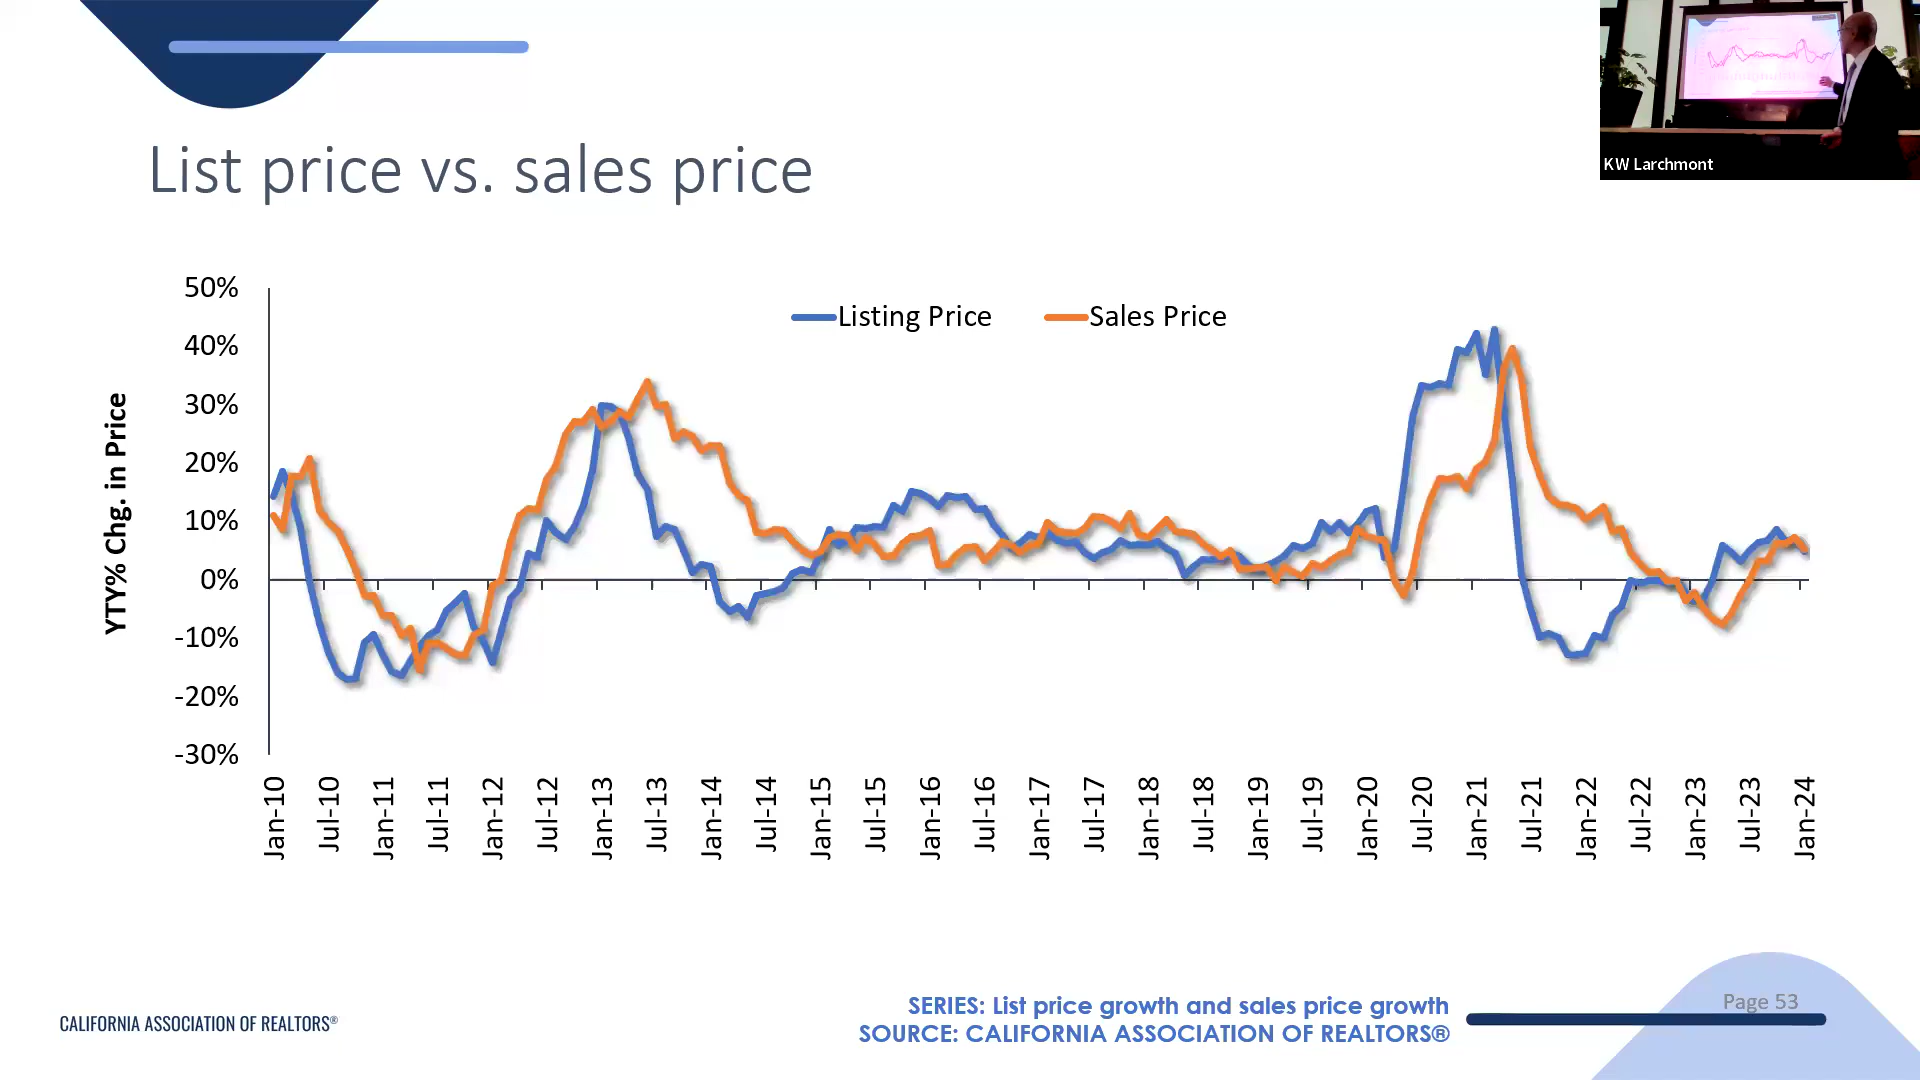 KW Larchmont
List price vs. sales price
Listing Price
Sales Price
YTY% Chg. in Price
50%
40%
30%
20%
10%
0%
-10%
-20%
-30%
Jan-10
Jul-10
Jan-11
Jul-11
Jan-12
Jul-12
Jan-13
Jul-13
Jan-14
Jul-14
Jan-15
Jul-15
Jan-16
Jul-16
Jan-17
Jul-17
Jan-18
Jul-18
Jan-19
Jul-19
Jan-20
Jul-20
Jan-21
Jul-21
Jan-22
Jul-22
Jan-23
Jul-23
Jan-24
CALIFORNIA ASSOCIATION OF REALTORS®
SERIES: List price growth and sales price growth
SOURCE: CALIFORNIA ASSOCIATION OF REALTORS®
Page 53